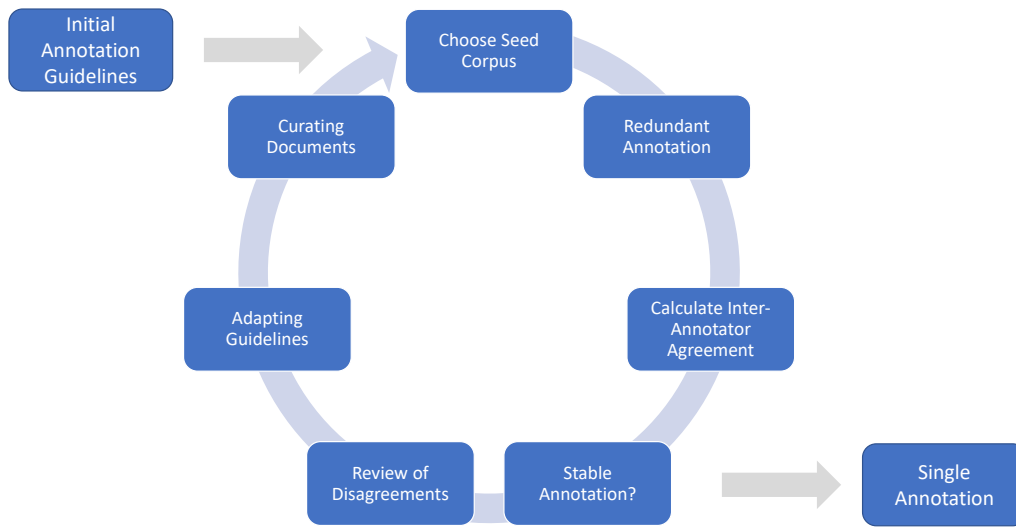 Initial
Annotation
Guidelines
Choose Seed
Corpus
Redundant
Annotation
Calculate Inter-
Annotator
Agreement
Stable
Annotation?
Single
Annotation
Review of
Disagreements
Adapting
Guidelines
Curating
Documents